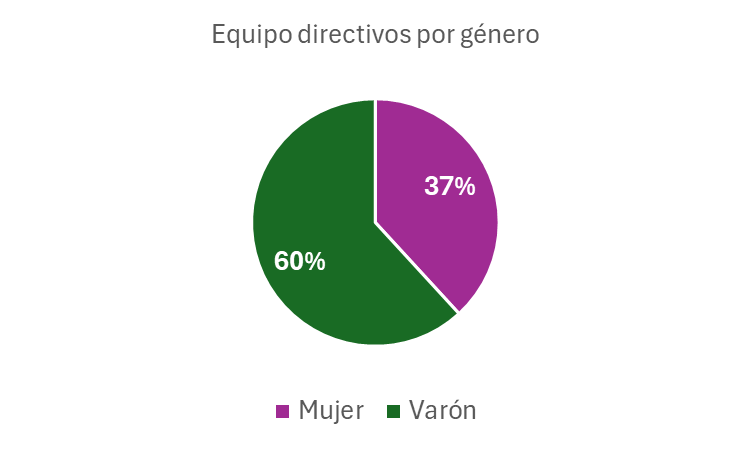 Equipo directivos por género
37%
60%
Mujer Varón